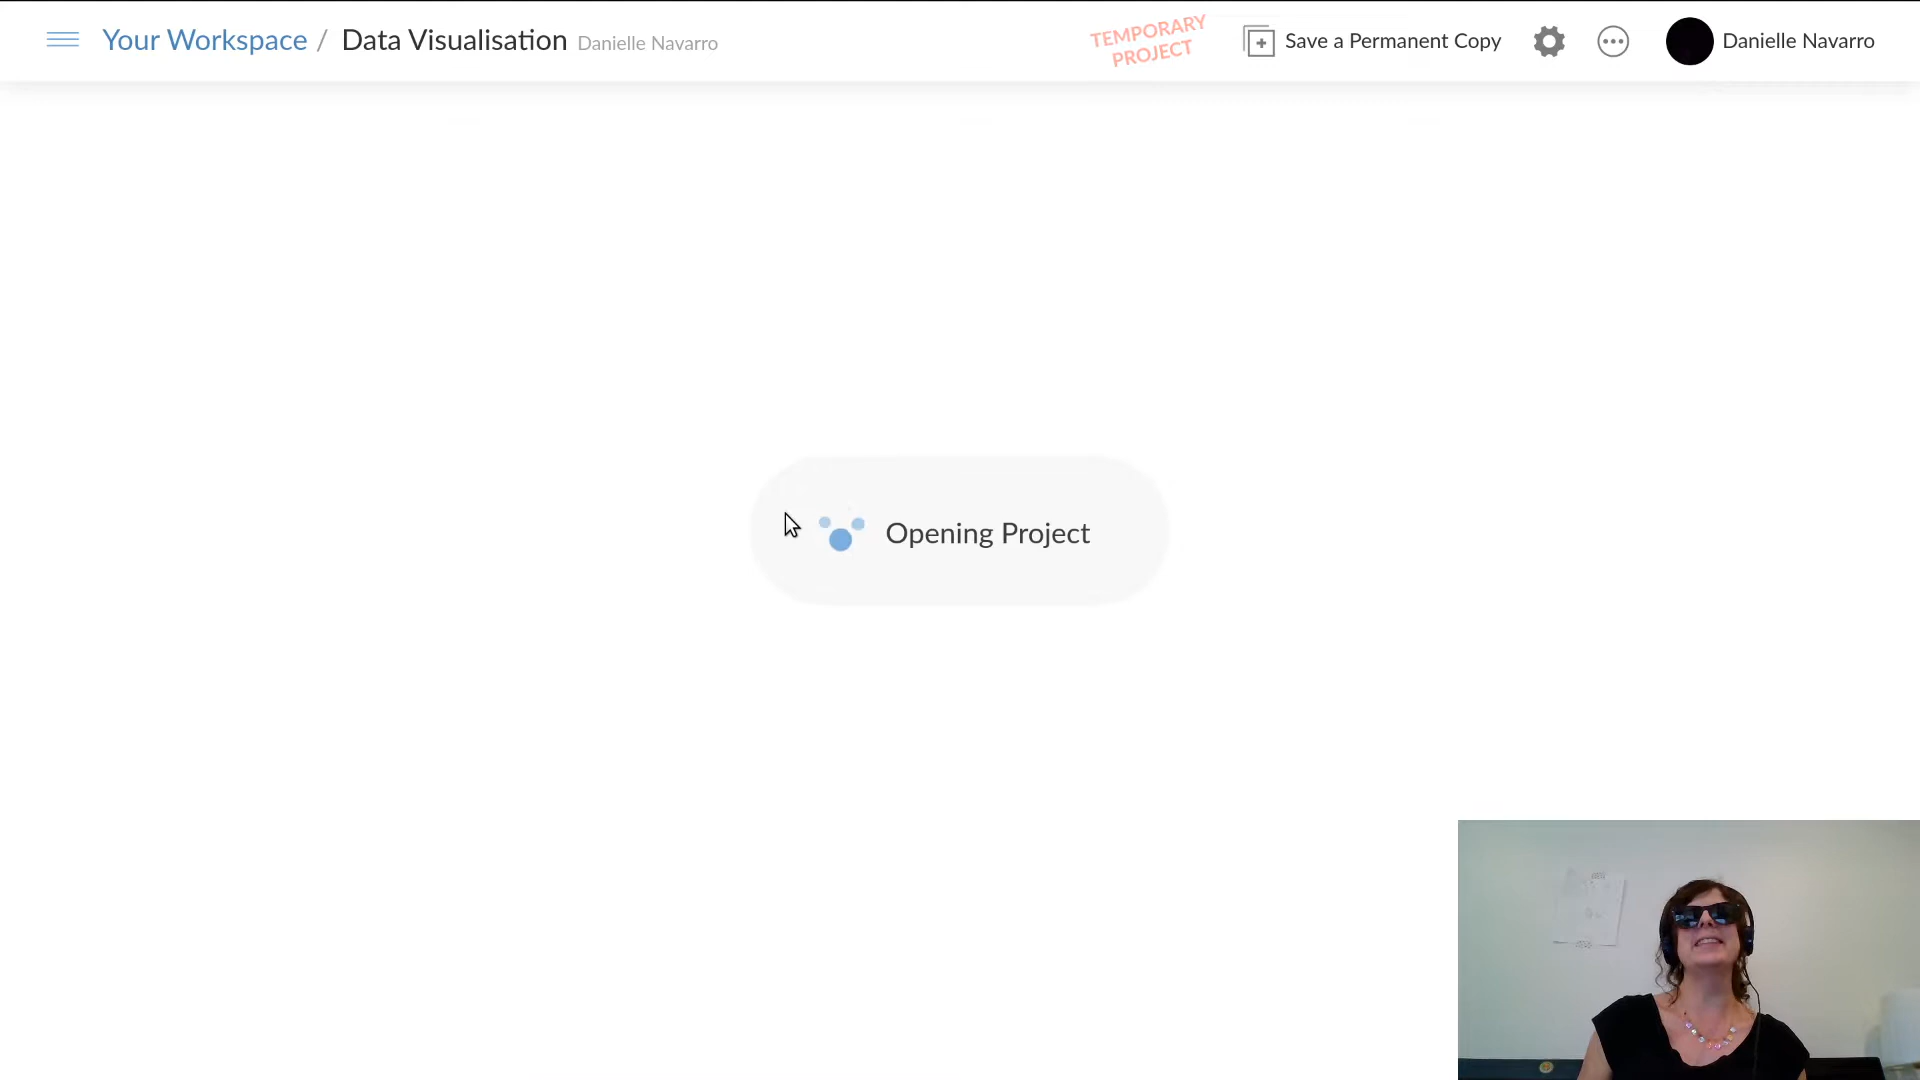 Your Workspace / Data Visualisation Danielle Navarro
TEMPORARY
PROJECT
Save a Permanent Copy
Danielle Navarro
Opening Project